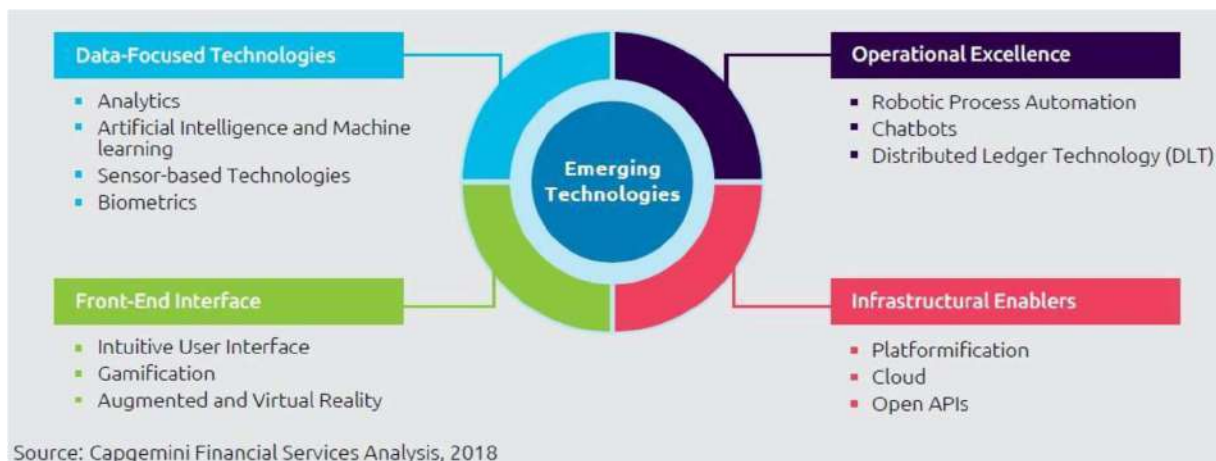 Data-Focused Technologies
Analytics
Artificial Intelligence and Machine
learning
Sensor-based Technologies
Biometrics
Operational Excellence
Robotic Process Automation
Chatbots
Distributed Ledger Technology (DLT)
Emerging
Technologies
Front-End Interface
Intuitive User Interface
Gamification
Augmented and Virtual Reality
Infrastructural Enablers
Platformification
Cloud
Open APIs
Source: Capgemini Financial Services Analysis, 2018